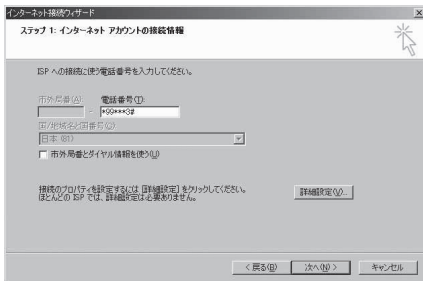 インターネット接続ウィザード
ステップ 1: インターネット アカウントの接続情報
ISP への接続に使う電話番号を入力してください。
市外局番(A) 電話番号(T):
- *99***3#
国/地域名と国番号(O)
日本 (81)
市外局番とダイヤル情報を使う(U)
接続のプロパティを設定するには [詳細設定] をクリックしてください。
ほとんどの ISP では、詳細設定は必要ありません。
詳細設定(V)...
< 戻る(B) 次へ(N) > キャンセル